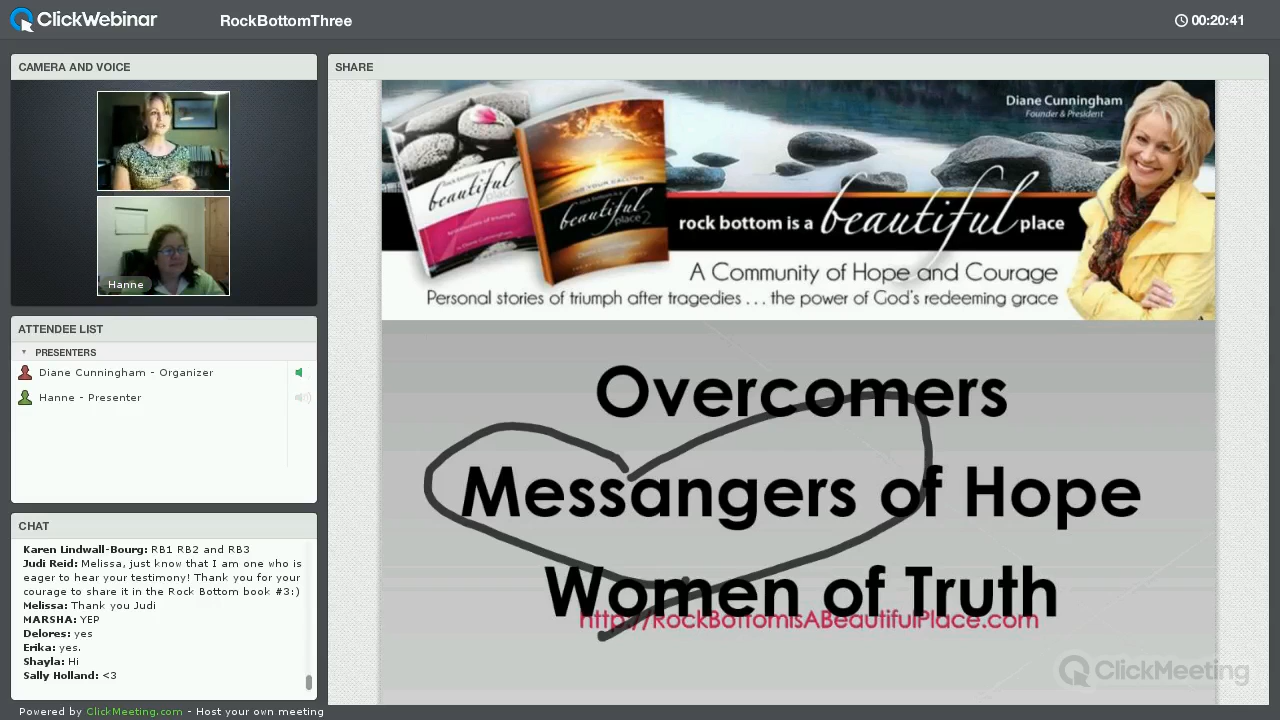 ClickWebinar
RockBottomThree
00:20:41
CAMERA AND VOICE
Hanne
ATTENDEE LIST
PRESENTERS
Diane Cunningham - Organizer
Hanne - Presenter
CHAT
Karen Lindwall-Bourg: RB1 RB2 and RB3
Judi Reid: Melissa, just know that I am one who is
eager to hear your testimony! Thank you for your
courage to share it in the Rock Bottom book #3:)
Melissa: Thank you Judi
MARSHA: YEP
Delores: yes
Erika: yes.
Shayla: Hi
Sally Holland: <3
Powered by ClickMeeting.com - Host your own meeting
SHARE
Diane Cunningham
Founder & President
beautiful
beautiful
place2
rock bottom is a beautiful place
A Community of Hope and Courage
Personal stories of triumph after tragedies . . . the power of God's redeeming grace
Overcomers
Messangers of Hope
Women of Truth
http://RockBottomIsABeautifulPlace.com
ClickMeeting